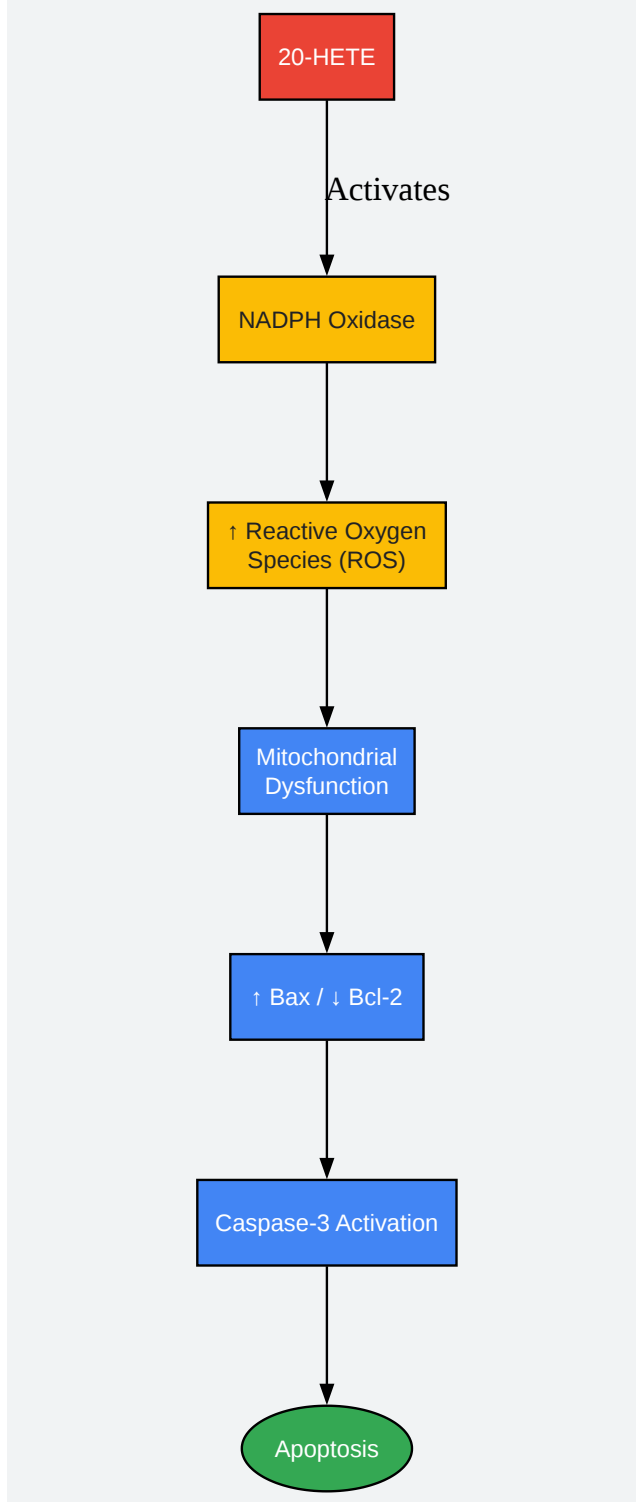 20-HETE
Activates
NADPH Oxidase
↑ Reactive Oxygen
Species (ROS)
Mitochondrial
Dysfunction
↑ Bax / ↓ Bcl-2
Caspase-3 Activation
Apoptosis